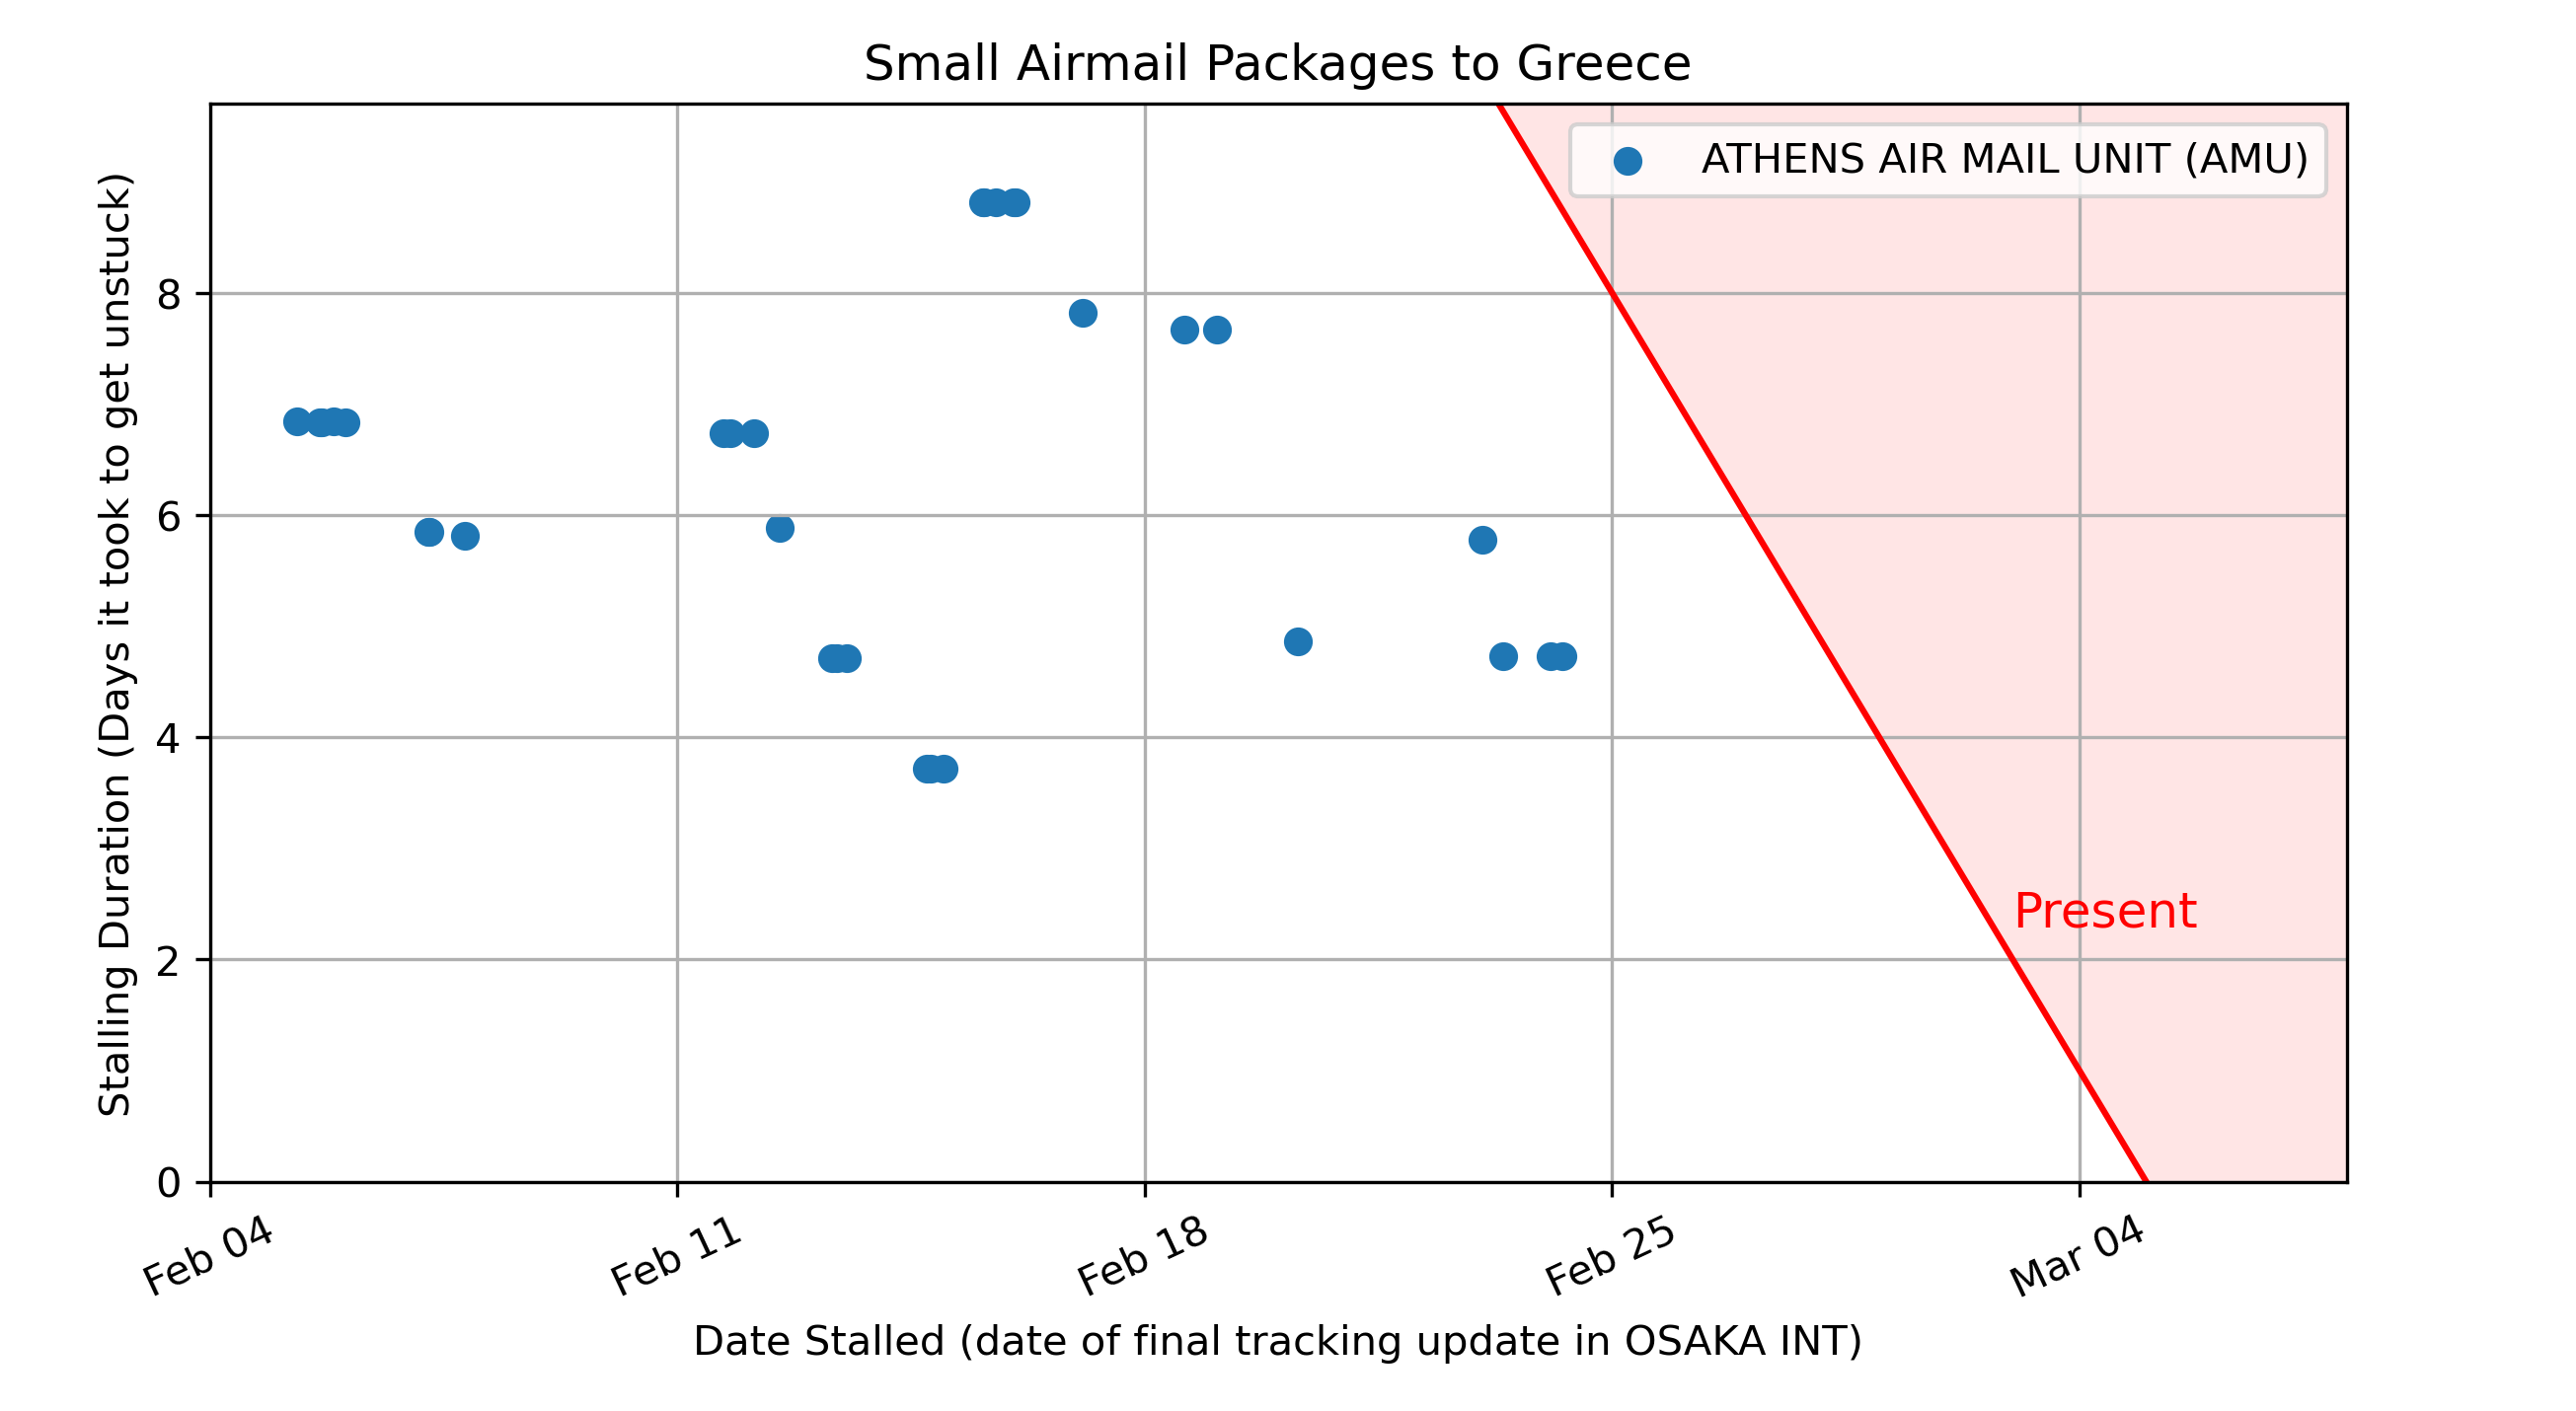 Small Airmail Packages to Greece
ATHENS AIR MAIL UNIT (AMU)
Stalling Duration (Days it took to get unstuck)
8
6
4
2
0
Present
Feb 04
Feb 11
Feb 18
Feb 25
Mar 04
Date Stalled (date of final tracking update in OSAKA INT)